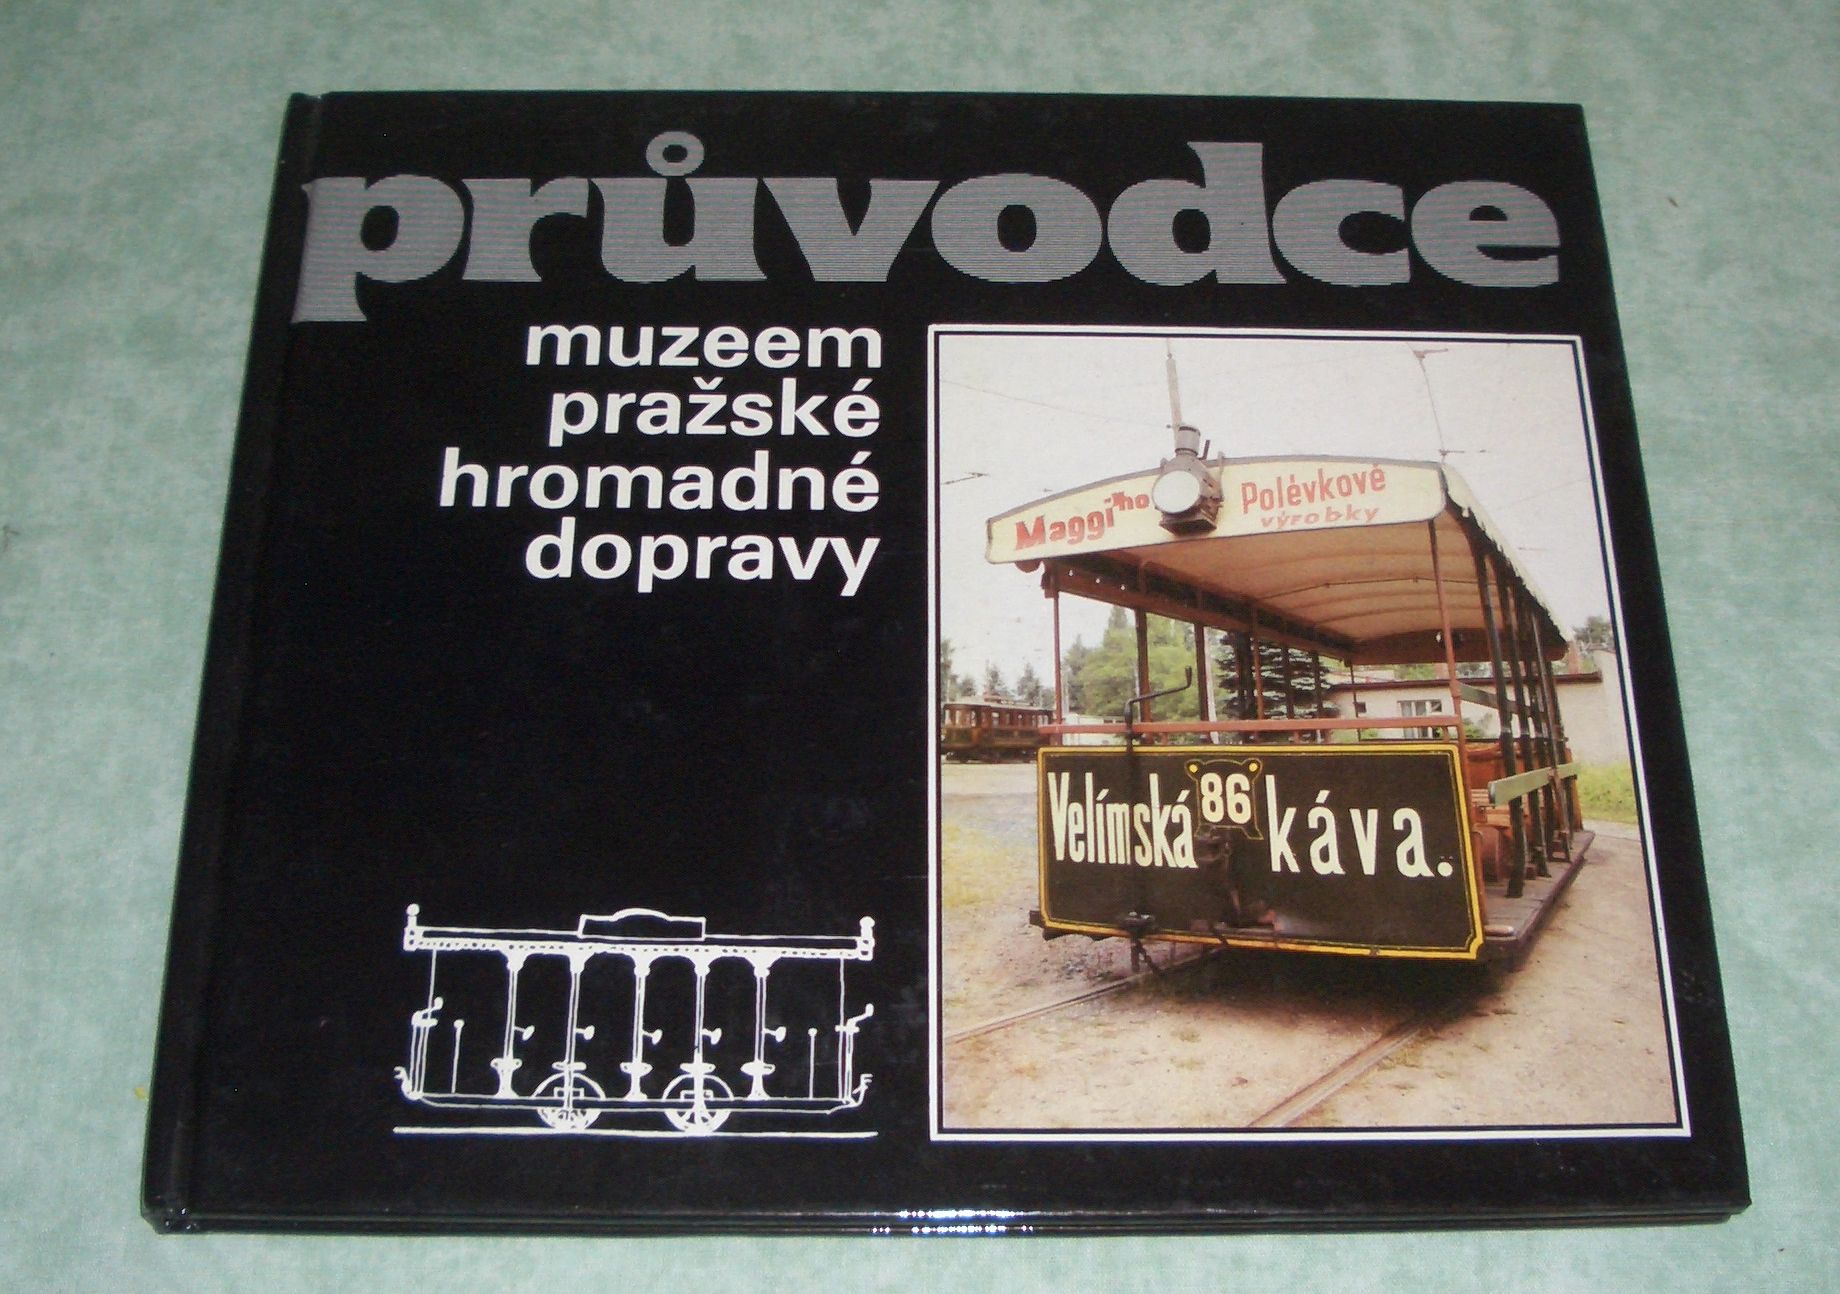 průvodce
muzeem
pražské
hromadné
dopravy
Maggi-ho Polévkové
výrobky
Velímská 86 káva.